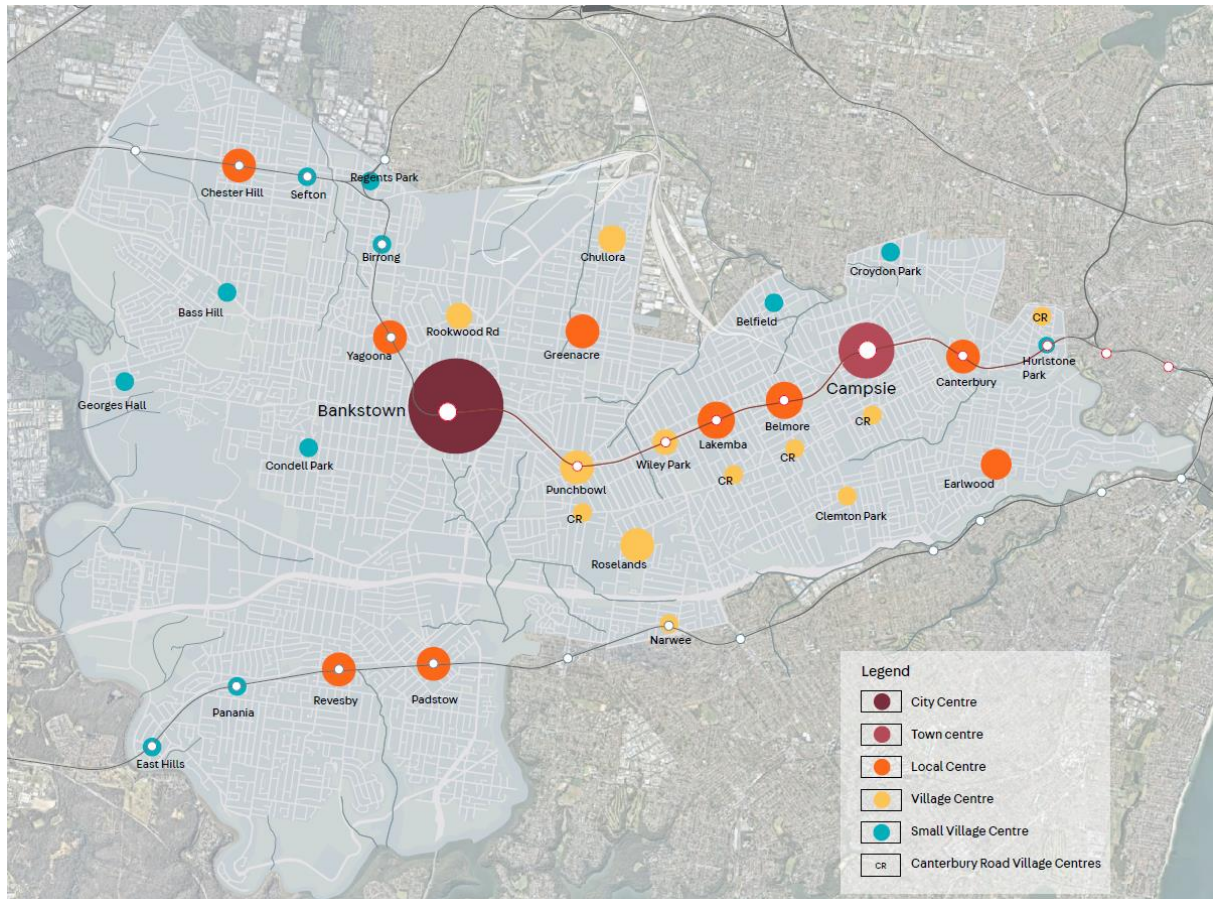 Chester Hill
Sefton
Regents Park
Birrong
Chullora
Croydon Park
Bass Hill
Rookwood Rd
Belfield
CR
Yagoona
Greenacre
Hurlstone
Park
Canterbury
Georges Hall
Bankstown
Campsie
Belmore
CR
Lakemba
Condell Park
Wiley Park
CR
Punchbowl
CR
Earlwood
CR
Clemton Park
Roselands
Narwee
Panania
Revesby
Padstow
East Hills
Legend
City Centre
Town centre
Local Centre
Village Centre
Small Village Centre
CR Canterbury Road Village Centres